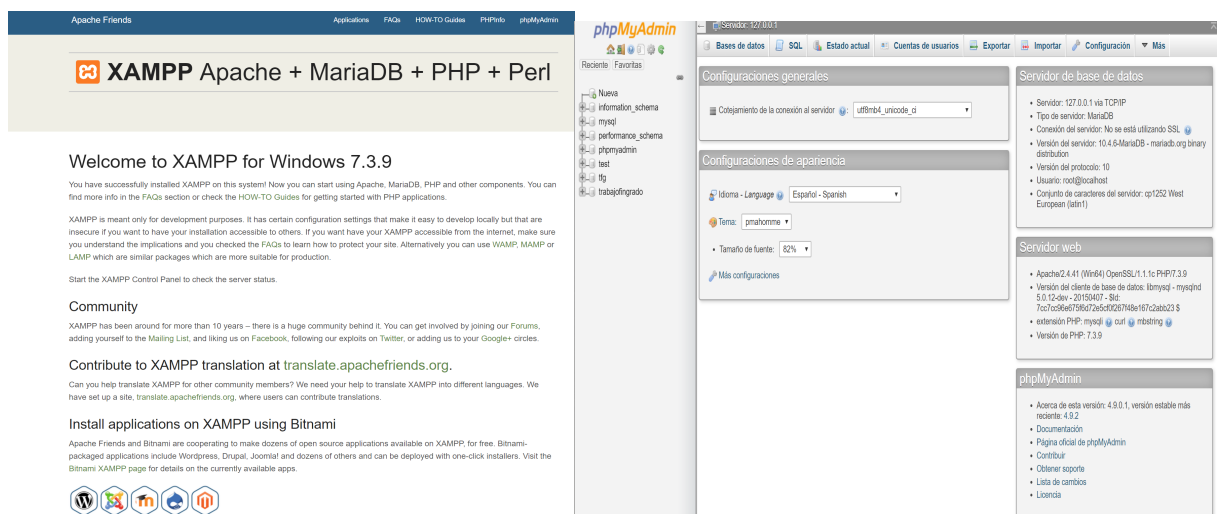 Apache Friends
Applications FAQs HOW-TO Guides PHPInfo phpMyAdmin
XAMPP Apache + MariaDB + PHP + Perl
Welcome to XAMPP for Windows 7.3.9
You have successfully installed XAMPP on this system! Now you can start using Apache, MariaDB, PHP and other components. You can
find more info in the FAQs section or check the HOW-TO Guides for getting started with PHP applications.
XAMPP is meant only for development purposes. It has certain configuration settings that make it easy to develop locally but that are
insecure if you want to have your installation accessible to others. If you want have your XAMPP accessible from the internet, make sure
you understand the implications and you checked the FAQs to learn how to protect your site. Alternatively you can use WAMP, MAMP or
LAMP which are similar packages which are more suitable for production.
Start the XAMPP Control Panel to check the server status.
Community
XAMPP has been around for more than 10 years – there is a huge community behind it. You can get involved by joining our Forums,
adding yourself to the Mailing List, and liking us on Facebook, following our exploits on Twitter, or adding us to your Google+ circles.
Contribute to XAMPP translation at translate.apachefriends.org.
Can you help translate XAMPP for other community members? We need your help to translate XAMPP into different languages. We
have set up a site, translate.apachefriends.org, where users can contribute translations.
Install applications on XAMPP using Bitnami
Apache Friends and Bitnami are cooperating to make dozens of open source applications available on XAMPP, for free. Bitnami-
packaged applications include Wordpress, Drupal, Joomla! and dozens of others and can be deployed with one-click installers. Visit the
Bitnami XAMPP page for details on the currently available apps.
phpMyAdmin
Reciente Favoritas
Nueva
information_schema
mysql
performance_schema
phpmyadmin
test
tfg
trabajofingrado
Servidor: 127.0.0.1
Bases de datos SQL Estado actual Cuentas de usuarios Exportar Importar Configuración Más
Configuraciones generales
Cotejamiento de la conexión al servidor : utf8mb4_unicode_ci
Configuraciones de apariencia
Idioma - Language Español - Spanish
Tema: pmahomme
Tamaño de fuente: 82%
Más configuraciones
Servidor de base de datos
Servidor: 127.0.0.1 via TCP/IP
Tipo de servidor: MariaDB
Conexión del servidor: No se está utilizando SSL
Versión del servidor: 10.4.6-MariaDB - mariadb.org binary
distribution
Versión del protocolo: 10
Usuario: root@localhost
Conjunto de caracteres del servidor: cp1252 West
European (latin1)
Servidor web
Apache/2.4.41 (Win64) OpenSSL/1.1.1c PHP/7.3.9
Versión del cliente de base de datos: libmysql - mysqlnd
5.0.12-dev - 20150407 - $Id:
7cc7cc96e675f6d72e5cf0f267f48e167c2abb23 $
extensión PHP: mysqli curl mbstring
Versión de PHP: 7.3.9
phpMyAdmin
Acerca de esta versión: 4.9.0.1, versión estable más
reciente: 4.9.2
Documentación
Página oficial de phpMyAdmin
Contribuir
Obtener soporte
Lista de cambios
Licencia